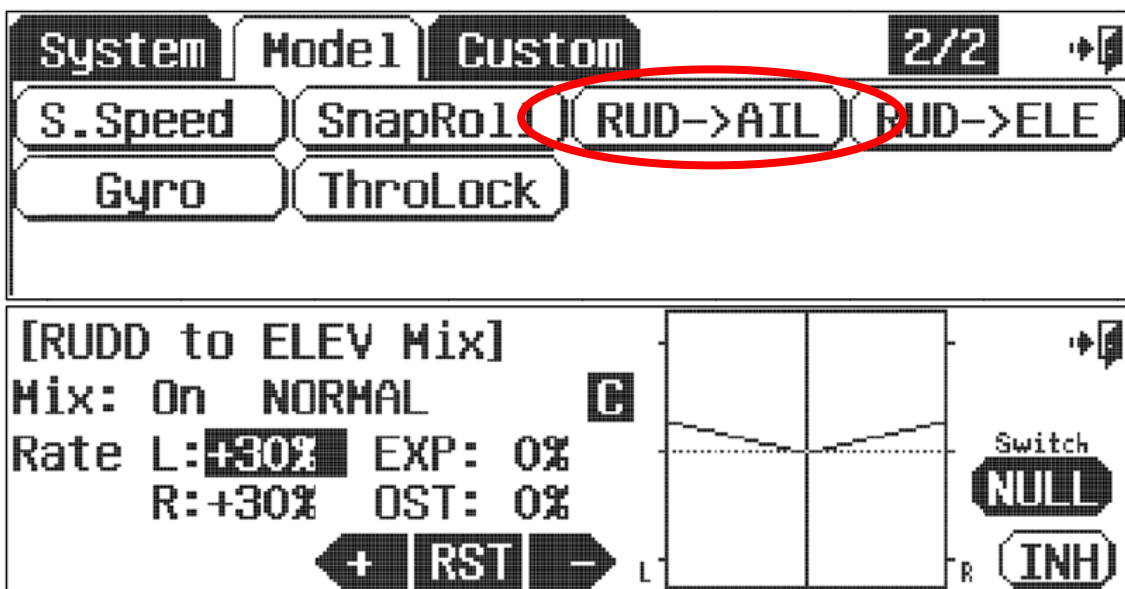 System Model Custom 2/2
S.Speed SnapRoll RUD->AIL RUD->ELE
Gyro ThroLock
[RUDD to ELEV Mix]
Mix: On NORMAL C
Rate L:+30% EXP: 0% Switch
NULL
R:+30% OST: 0%
+ RST - L R INH